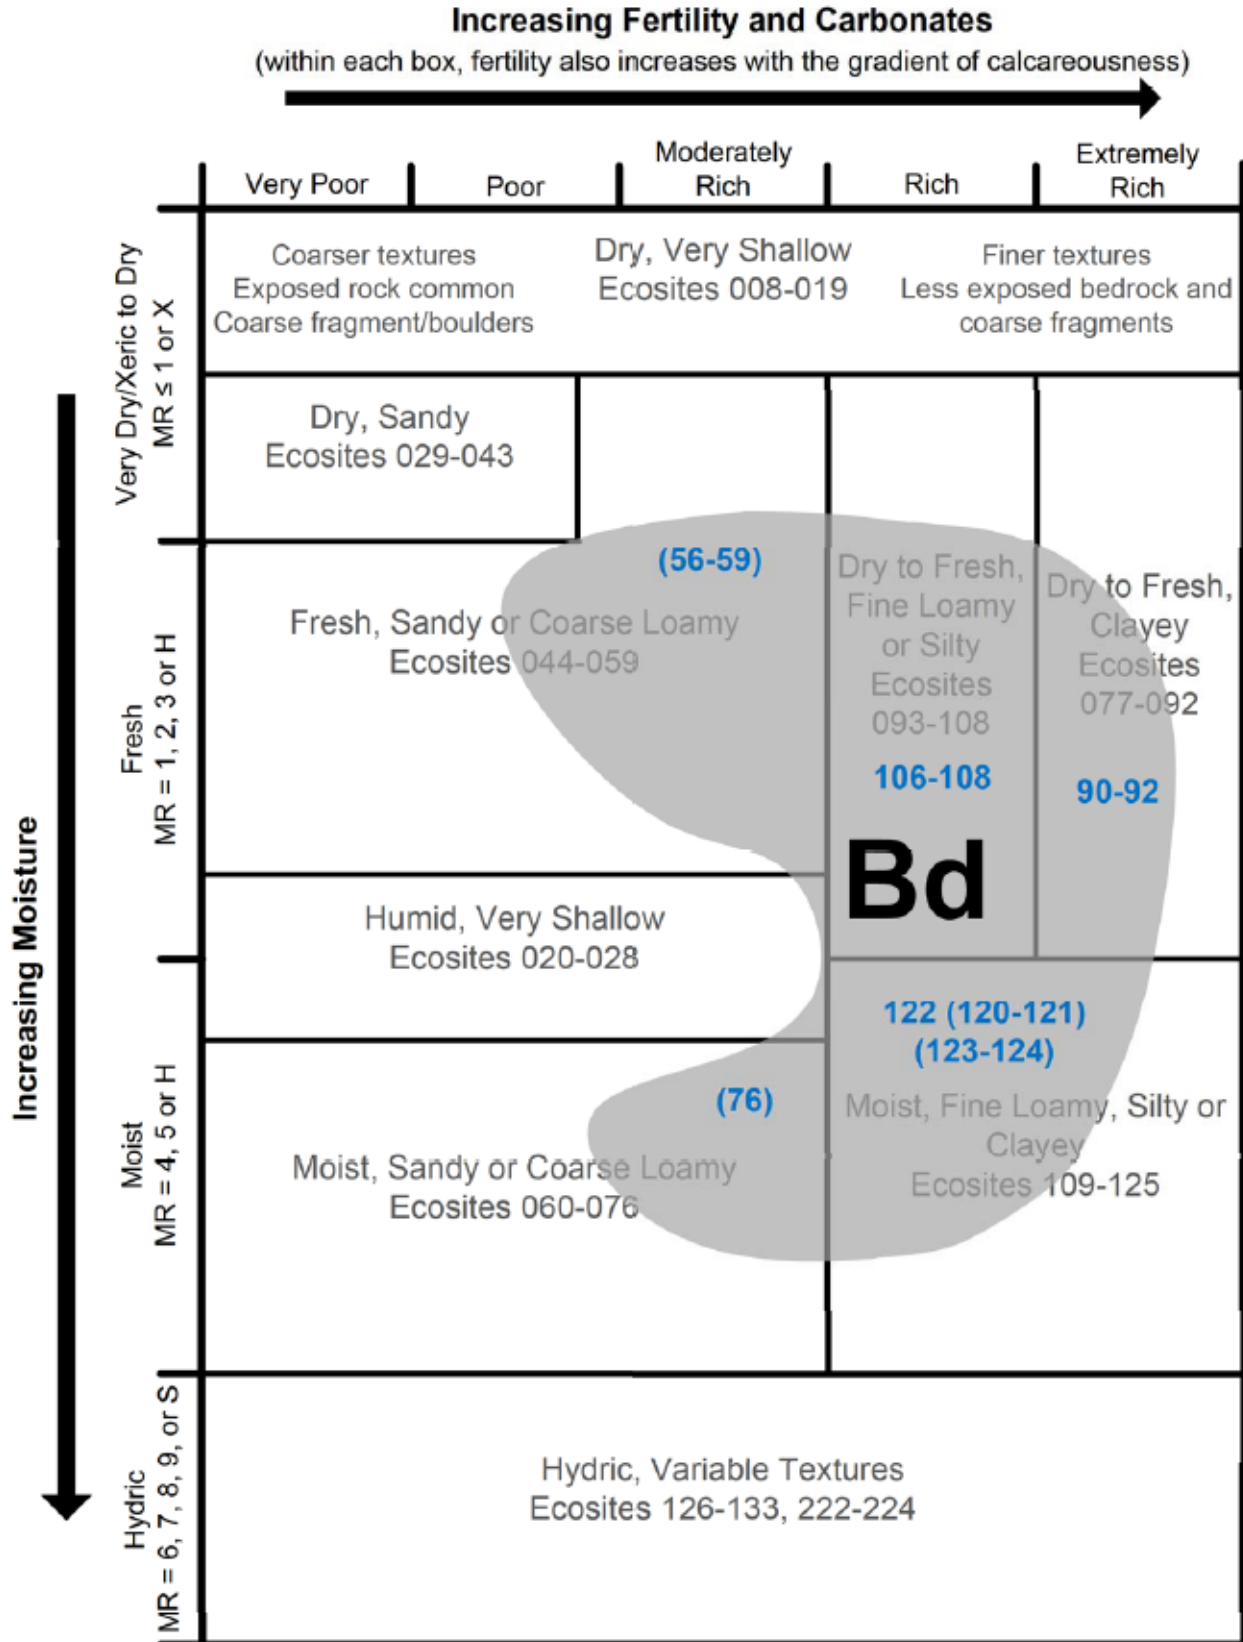 Increasing Fertility and Carbonates
(within each box, fertility also increases with the gradient of calcareousness)
Very Poor
Poor
Moderately
Rich
Rich
Extremely
Rich
Increasing Moisture
Very Dry/Xeric to Dry
MR ≤ 1 or X
Coarser textures
Exposed rock common
Coarse fragment/boulders
Dry, Very Shallow
Ecosites 008-019
Finer textures
Less exposed bedrock and
coarse fragments
Dry, Sandy
Ecosites 029-043
Fresh
MR = 1, 2, 3 or H
(56-59)
Fresh, Sandy or Coarse Loamy
Ecosites 044-059
Dry to Fresh,
Fine Loamy
or Silty
Ecosites
093-108
106-108
Dry to Fresh,
Clayey
Ecosites
077-092
90-92
Bd
Humid, Very Shallow
Ecosites 020-028
Moist
MR = 4, 5 or H
(76)
Moist, Sandy or Coarse Loamy
Ecosites 060-076
122 (120-121)
(123-124)
Moist, Fine Loamy, Silty or
Clayey
Ecosites 109-125
Hydric
MR = 6, 7, 8, 9, or S
Hydric, Variable Textures
Ecosites 126-133, 222-224